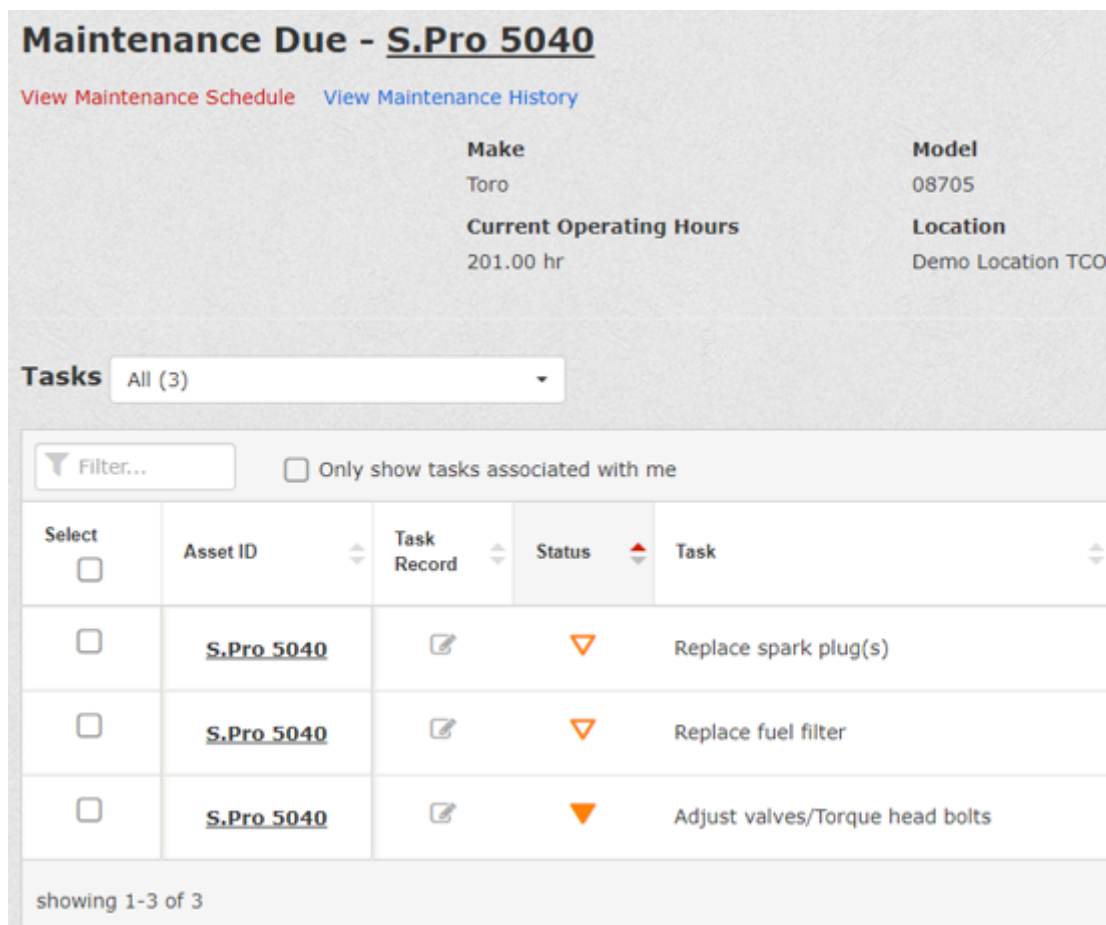 Maintenance Due - S.Pro 5040
View Maintenance Schedule View Maintenance History
Make Model
Toro 08705
Current Operating Hours Location
201.00 hr Demo Location TCO
Tasks All (3)
Filter... Only show tasks associated with me
Select Asset ID Task Record Status Task
S.Pro 5040 Replace spark plug(s)
S.Pro 5040 Replace fuel filter
S.Pro 5040 Adjust valves/Torque head bolts
showing 1-3 of 3